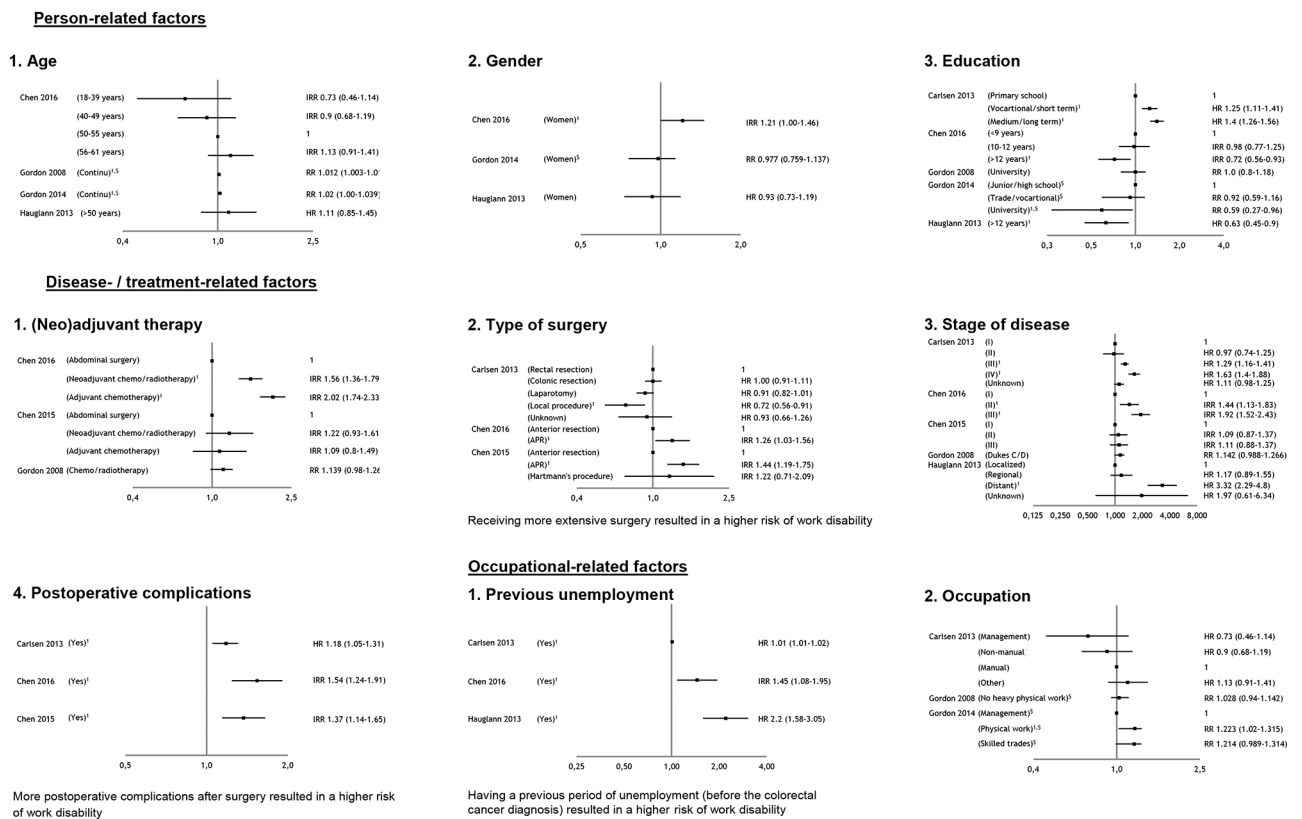 Person-related factors
1. Age
Chen 2016 (18-39 years) IRR 0.73 (0.46-1.14)
(40-49 years) IRR 0.9 (0.68-1.19)
(50-55 years) 1
(56-61 years) IRR 1.13 (0.91-1.41)
Gordon 2008 (Continu)¹,⁵ RR 1.012 (1.003-1.0
Gordon 2014 (Continu)¹,⁵ RR 1.02 (1.00-1.039)
Hauglann 2013 (>50 years) HR 1.11 (0.85-1.45)
0,4 1,0 2,5
2. Gender
Chen 2016 (Women)¹ IRR 1.21 (1.00-1.46)
Gordon 2014 (Women)⁵ RR 0.977 (0.759-1.137)
Hauglann 2013 (Women) HR 0.93 (0.73-1.19)
0,5 1,0 2,0
3. Education
Carlsen 2013 (Primary school) 1
(Vocartional/short term)¹ HR 1.25 (1.11-1.41)
(Medium/long term)¹ HR 1.4 (1.26-1.56)
Chen 2016 (<9 years) 1
(10-12 years) IRR 0.98 (0.77-1.25)
(>12 years)¹ IRR 0.72 (0.56-0.93)
Gordon 2008 (University) RR 1.0 (0.8-1.18)
Gordon 2014 (Junior/high school)⁵ 1
(Trade/vocartional)⁵ RR 0.92 (0.59-1.16)
(University)¹,⁵ RR 0.59 (0.27-0.96)
Hauglann 2013 (>12 years)¹ HR 0.63 (0.45-0.9)
0,3 0,5 1,0 2,0 4,0
Disease- / treatment-related factors
1. (Neo)adjuvant therapy
Chen 2016 (Abdominal surgery) 1
(Neoadjuvant chemo/radiotherapy)¹ IRR 1.56 (1.36-1.79
(Adjuvant chemotherapy)¹ IRR 2.02 (1.74-2.33
Chen 2015 (Abdominal surgery) 1
(Neoadjuvant chemo/radiotherapy) IRR 1.22 (0.93-1.61
(Adjuvant chemotherapy) IRR 1.09 (0.8-1.49)
Gordon 2008 (Chemo/radiotherapy) RR 1.139 (0.98-1.26
0,4 1,0 2,5
2. Type of surgery
Carlsen 2013 (Rectal resection) 1
(Colonic resection) HR 1.00 (0.91-1.11)
(Laparotomy) HR 0.91 (0.82-1.01)
(Local procedure)¹ HR 0.72 (0.56-0.91)
(Unknown) HR 0.93 (0.66-1.26)
Chen 2016 (Anterior resection) 1
(APR)¹ IRR 1.26 (1.03-1.56)
Chen 2015 (Anterior resection) 1
(APR)¹ IRR 1.44 (1.19-1.75)
(Hartmann's procedure) IRR 1.22 (0.71-2.09)
0,4 1,0 2,5
Receiving more extensive surgery resulted in a higher risk of work disability
3. Stage of disease
Carlsen 2013 (I) 1
(II) HR 0.97 (0.74-1.25)
(III)¹ HR 1.29 (1.16-1.41)
(IV)¹ HR 1.63 (1.4-1.88)
Unknown) HR 1.11 (0.98-1.25)
Chen 2016 (I) 1
(II)¹ IRR 1.44 (1.13-1.83)
(III)¹ IRR 1.92 (1.52-2.43)
Chen 2015 (I) 1
(II) IRR 1.09 (0.87-1.37)
(III) IRR 1.11 (0.88-1.37)
Gordon 2008 (Dukes C/D) RR 1.142 (0.988-1.266)
Hauglann 2013 (Localized) 1
(Regional) HR 1.17 (0.89-1.55)
(Distant)¹ HR 3.32 (2.29-4.8)
(Unknown) HR 1.97 (0.61-6.34)
0,125 0,250 0,500 1,000 2,000 4,000 8,000
4. Postoperative complications
Carlsen 2013 (Yes)¹ HR 1.18 (1.05-1.31)
Chen 2016 (Yes)¹ IRR 1.54 (1.24-1.91)
Chen 2015 (Yes)¹ IRR 1.37 (1.14-1.65)
0,5 1,0 2,0
More postoperative complications after surgery resulted in a higher risk
of work disability
Occupational-related factors
1. Previous unemployment
Carlsen 2013 (Yes)¹ HR 1.01 (1.01-1.02)
Chen 2016 (Yes)¹ IRR 1.45 (1.08-1.95)
Hauglann 2013 (Yes)¹ HR 2.2 (1.58-3.05)
0,25 0,5 1,00 2,00 4,00
Having a previous period of unemployment (before the colorectal
cancer diagnosis) resulted in a higher risk of work disability
2. Occupation
Carlsen 2013 (Management) HR 0.73 (0.46-1.14)
(Non-manual HR 0.9 (0.68-1.19)
(Manual) 1
(Other) HR 1.13 (0.91-1.41)
Gordon 2008 (No heavy physical work)⁵ RR 1.028 (0.94-1.142)
Gordon 2014 (Management)⁵ 1
(Physical work)¹,⁵ RR 1.223 (1.02-1.315)
(Skilled trades)⁵ RR 1.214 (0.989-1.314)
0,4 1,0 2,5